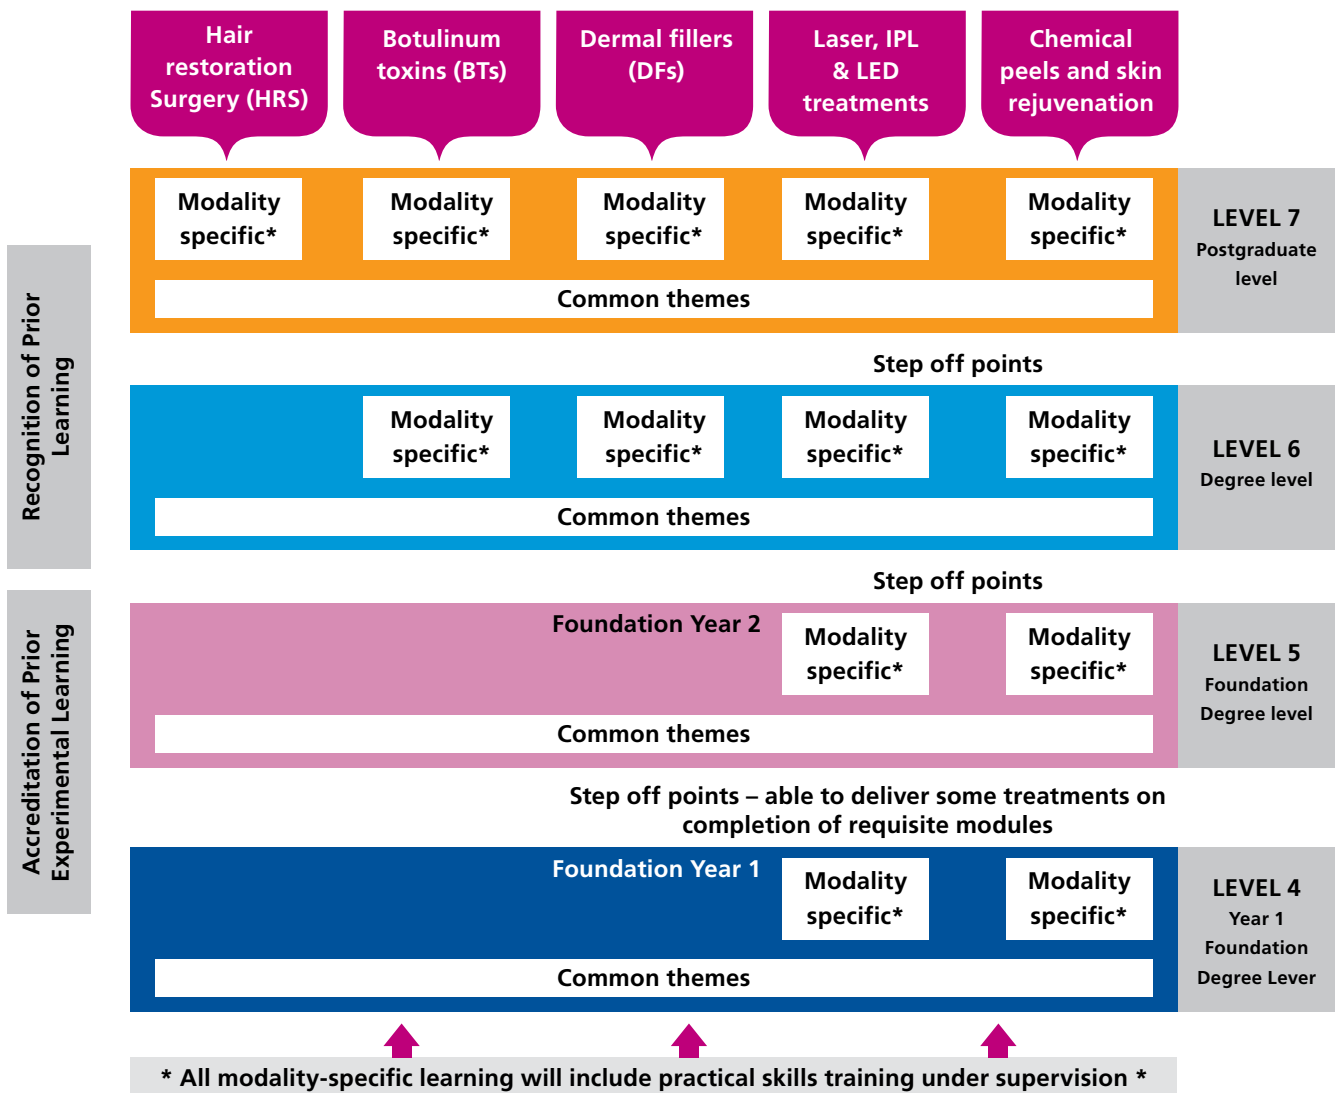 Hair
restoration
Surgery (HRS)
Botulinum
toxins (BTs)
Dermal fillers
(DFs)
Laser, IPL
& LED
treatments
Chemical
peels and skin
rejuvenation
Modality
specific*
Modality
specific*
Modality
specific*
Modality
specific*
Modality
specific*
Common themes
LEVEL 7
Postgraduate
level
Recognition of Prior
Learning
Step off points
Modality
specific*
Modality
specific*
Modality
specific*
Modality
specific*
Common themes
LEVEL 6
Degree level
Step off points
Accreditation of Prior
Experimental Learning
Foundation Year 2
Modality
specific*
Modality
specific*
Common themes
LEVEL 5
Foundation
Degree level
Step off points – able to deliver some treatments on
completion of requisite modules
Foundation Year 1
Modality
specific*
Modality
specific*
Common themes
LEVEL 4
Year 1
Foundation
Degree Lever
* All modality-specific learning will include practical skills training under supervision *